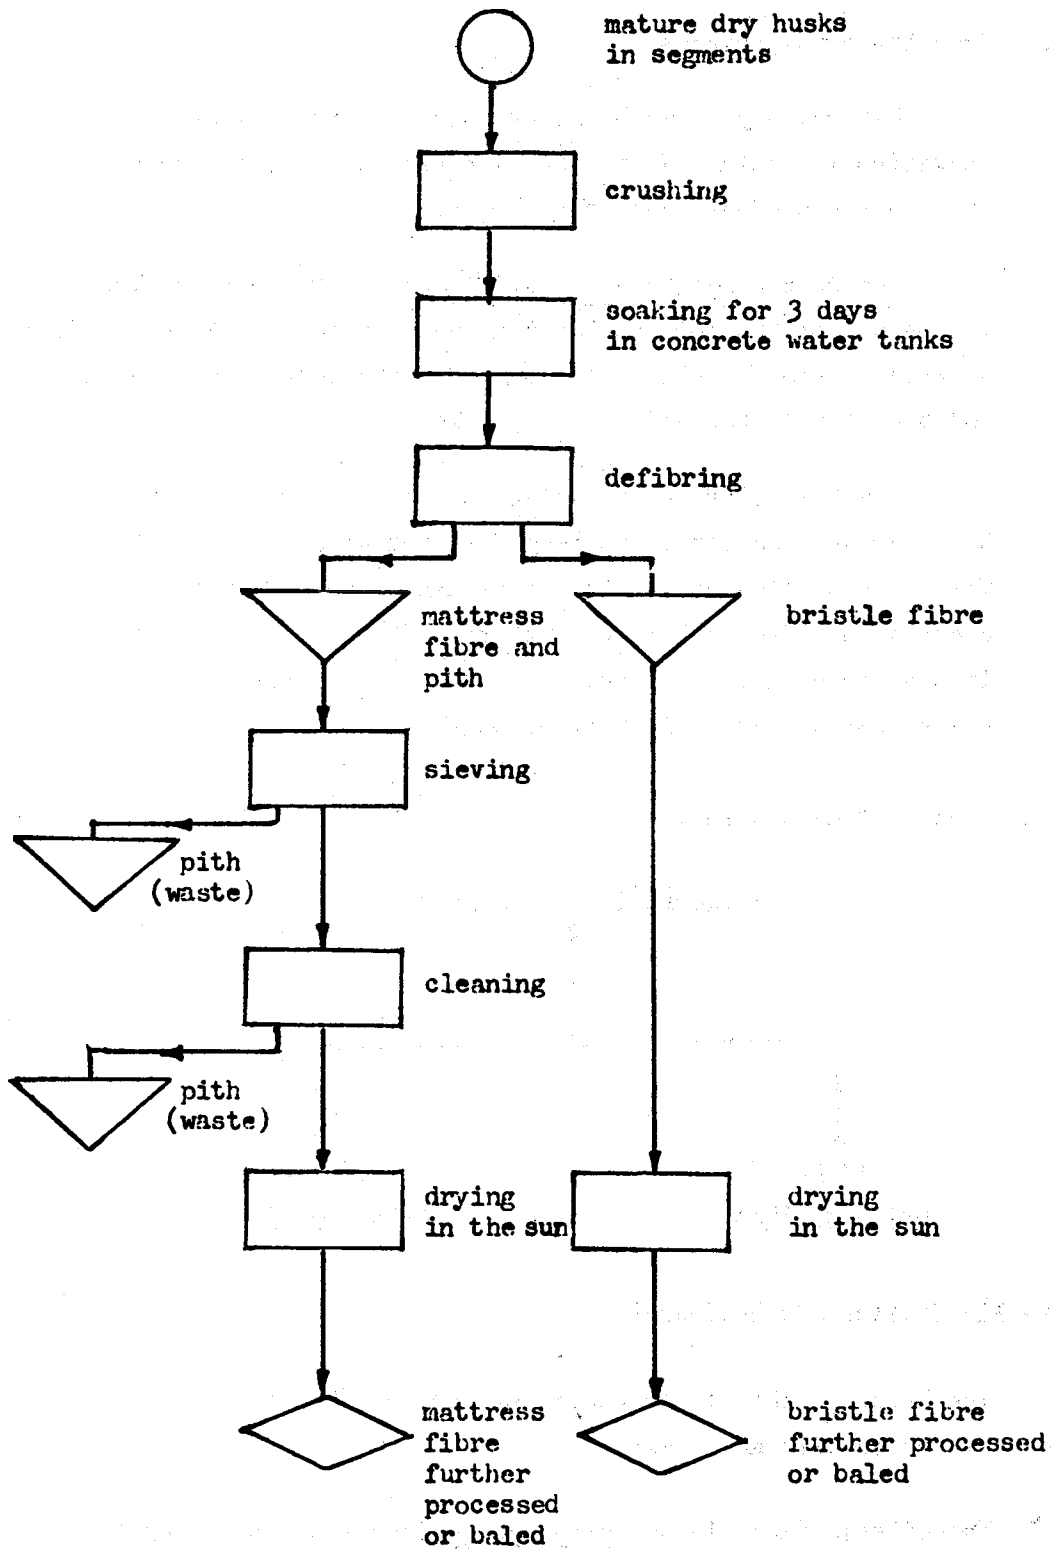 mature dry husks
in segments
crushing
soaking for 3 days
in concrete water tanks
defibring
mattress
fibre and
pith
bristle fibre
sieving
pith
(waste)
cleaning
pith
(waste)
drying
in the sun
drying
in the sun
mattress
fibre
further
processed
or baled
bristle fibre
further processed
or baled